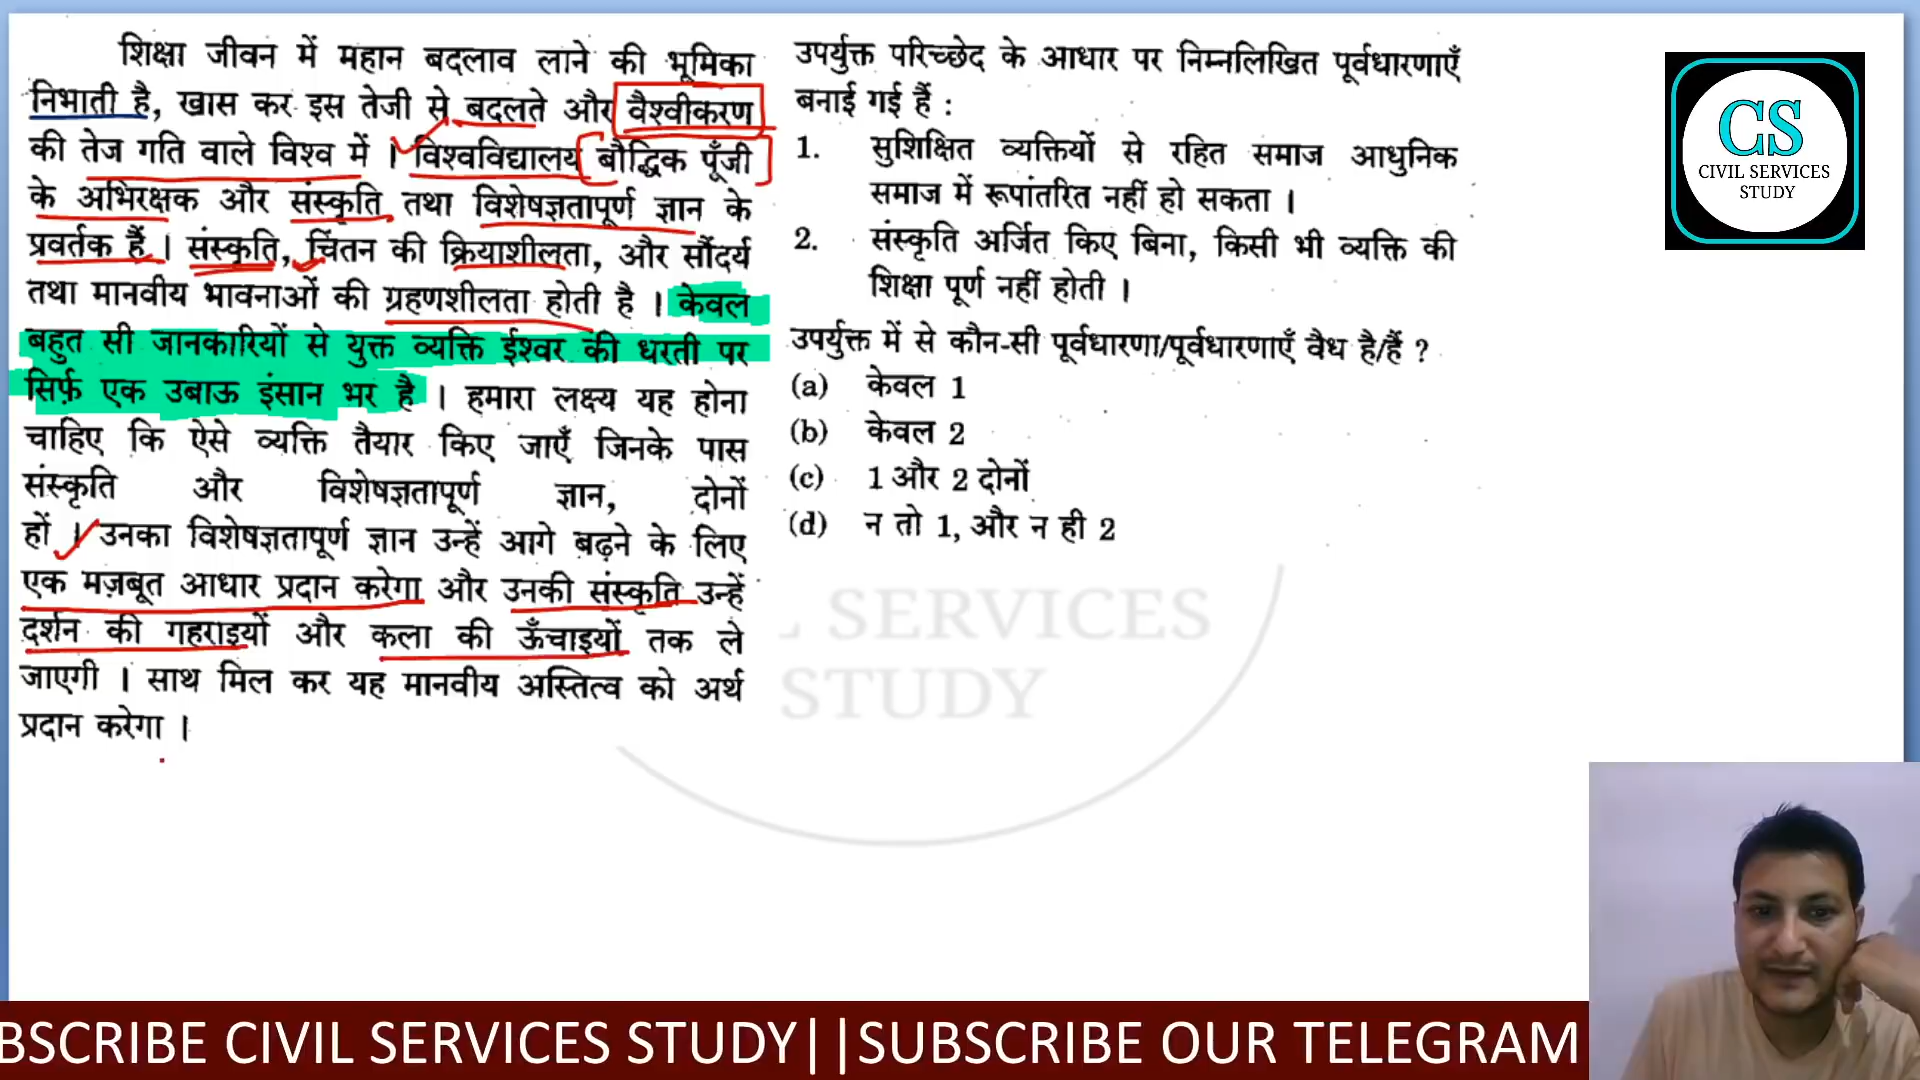 शिक्षा जीवन में महान बदलाव लाने की भूमिका
निभाती है, खास कर इस तेजी से बदलते और वैश्वीकरण
की तेज गति वाले विश्व में । विश्वविद्यालय बौद्धिक पूँजी
के अभिरक्षक और संस्कृति तथा विशेषज्ञतापूर्ण ज्ञान के
प्रवर्तक हैं । संस्कृति, चिंतन की क्रियाशीलता, और सौंदर्य
तथा मानवीय भावनाओं की ग्रहणशीलता होती है । केवल
बहुत सी जानकारियों से युक्त व्यक्ति ईश्वर की धरती पर
सिर्फ़ एक उबाऊ इंसान भर है । हमारा लक्ष्य यह होना
चाहिए कि ऐसे व्यक्ति तैयार किए जाएँ जिनके पास
संस्कृति और विशेषज्ञतापूर्ण ज्ञान, दोनों
हों । उनका विशेषज्ञतापूर्ण ज्ञान उन्हें आगे बढ़ने के लिए
एक मज़बूत आधार प्रदान करेगा और उनकी संस्कृति उन्हें
दर्शन की गहराइयों और कला की ऊँचाइयों तक ले
जाएगी । साथ मिल कर यह मानवीय अस्तित्व को अर्थ
प्रदान करेगा ।
उपर्युक्त परिच्छेद के आधार पर निम्नलिखित पूर्वधारणाएँ
बनाई गई हैं :
1. सुशिक्षित व्यक्तियों से रहित समाज आधुनिक
समाज में रूपांतरित नहीं हो सकता ।
2. संस्कृति अर्जित किए बिना, किसी भी व्यक्ति की
शिक्षा पूर्ण नहीं होती ।
उपर्युक्त में से कौन-सी पूर्वधारणा/पूर्वधारणाएँ वैध है/हैं ?
(a) केवल 1
(b) केवल 2
(c) 1 और 2 दोनों
(d) न तो 1, और न ही 2
CS
CIVIL SERVICES
STUDY
L SERVICES
STUDY
BSCRIBE CIVIL SERVICES STUDY||SUBSCRIBE OUR TELEGRAM